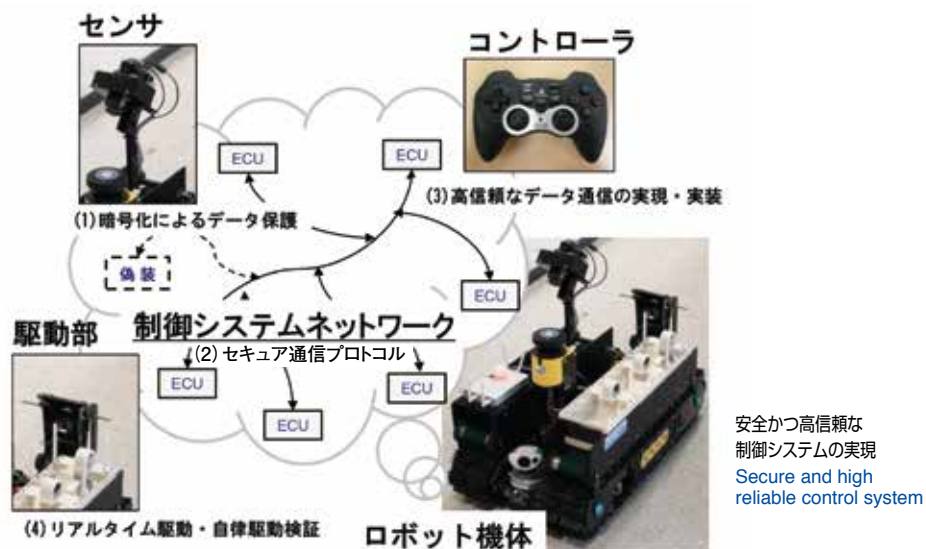 センサ
コントローラ
ECU
ECU
(3)高信頼なデータ通信の実現・実装
(1)暗号化によるデータ保護
偽装
ECU
駆動部
制御システムネットワーク
(2)セキュア通信プロトコル
ECU
ECU
ECU
安全かつ高信頼な
制御システムの実現
Secure and high
reliable control system
(4)リアルタイム駆動・自律駆動検証
ロボット機体